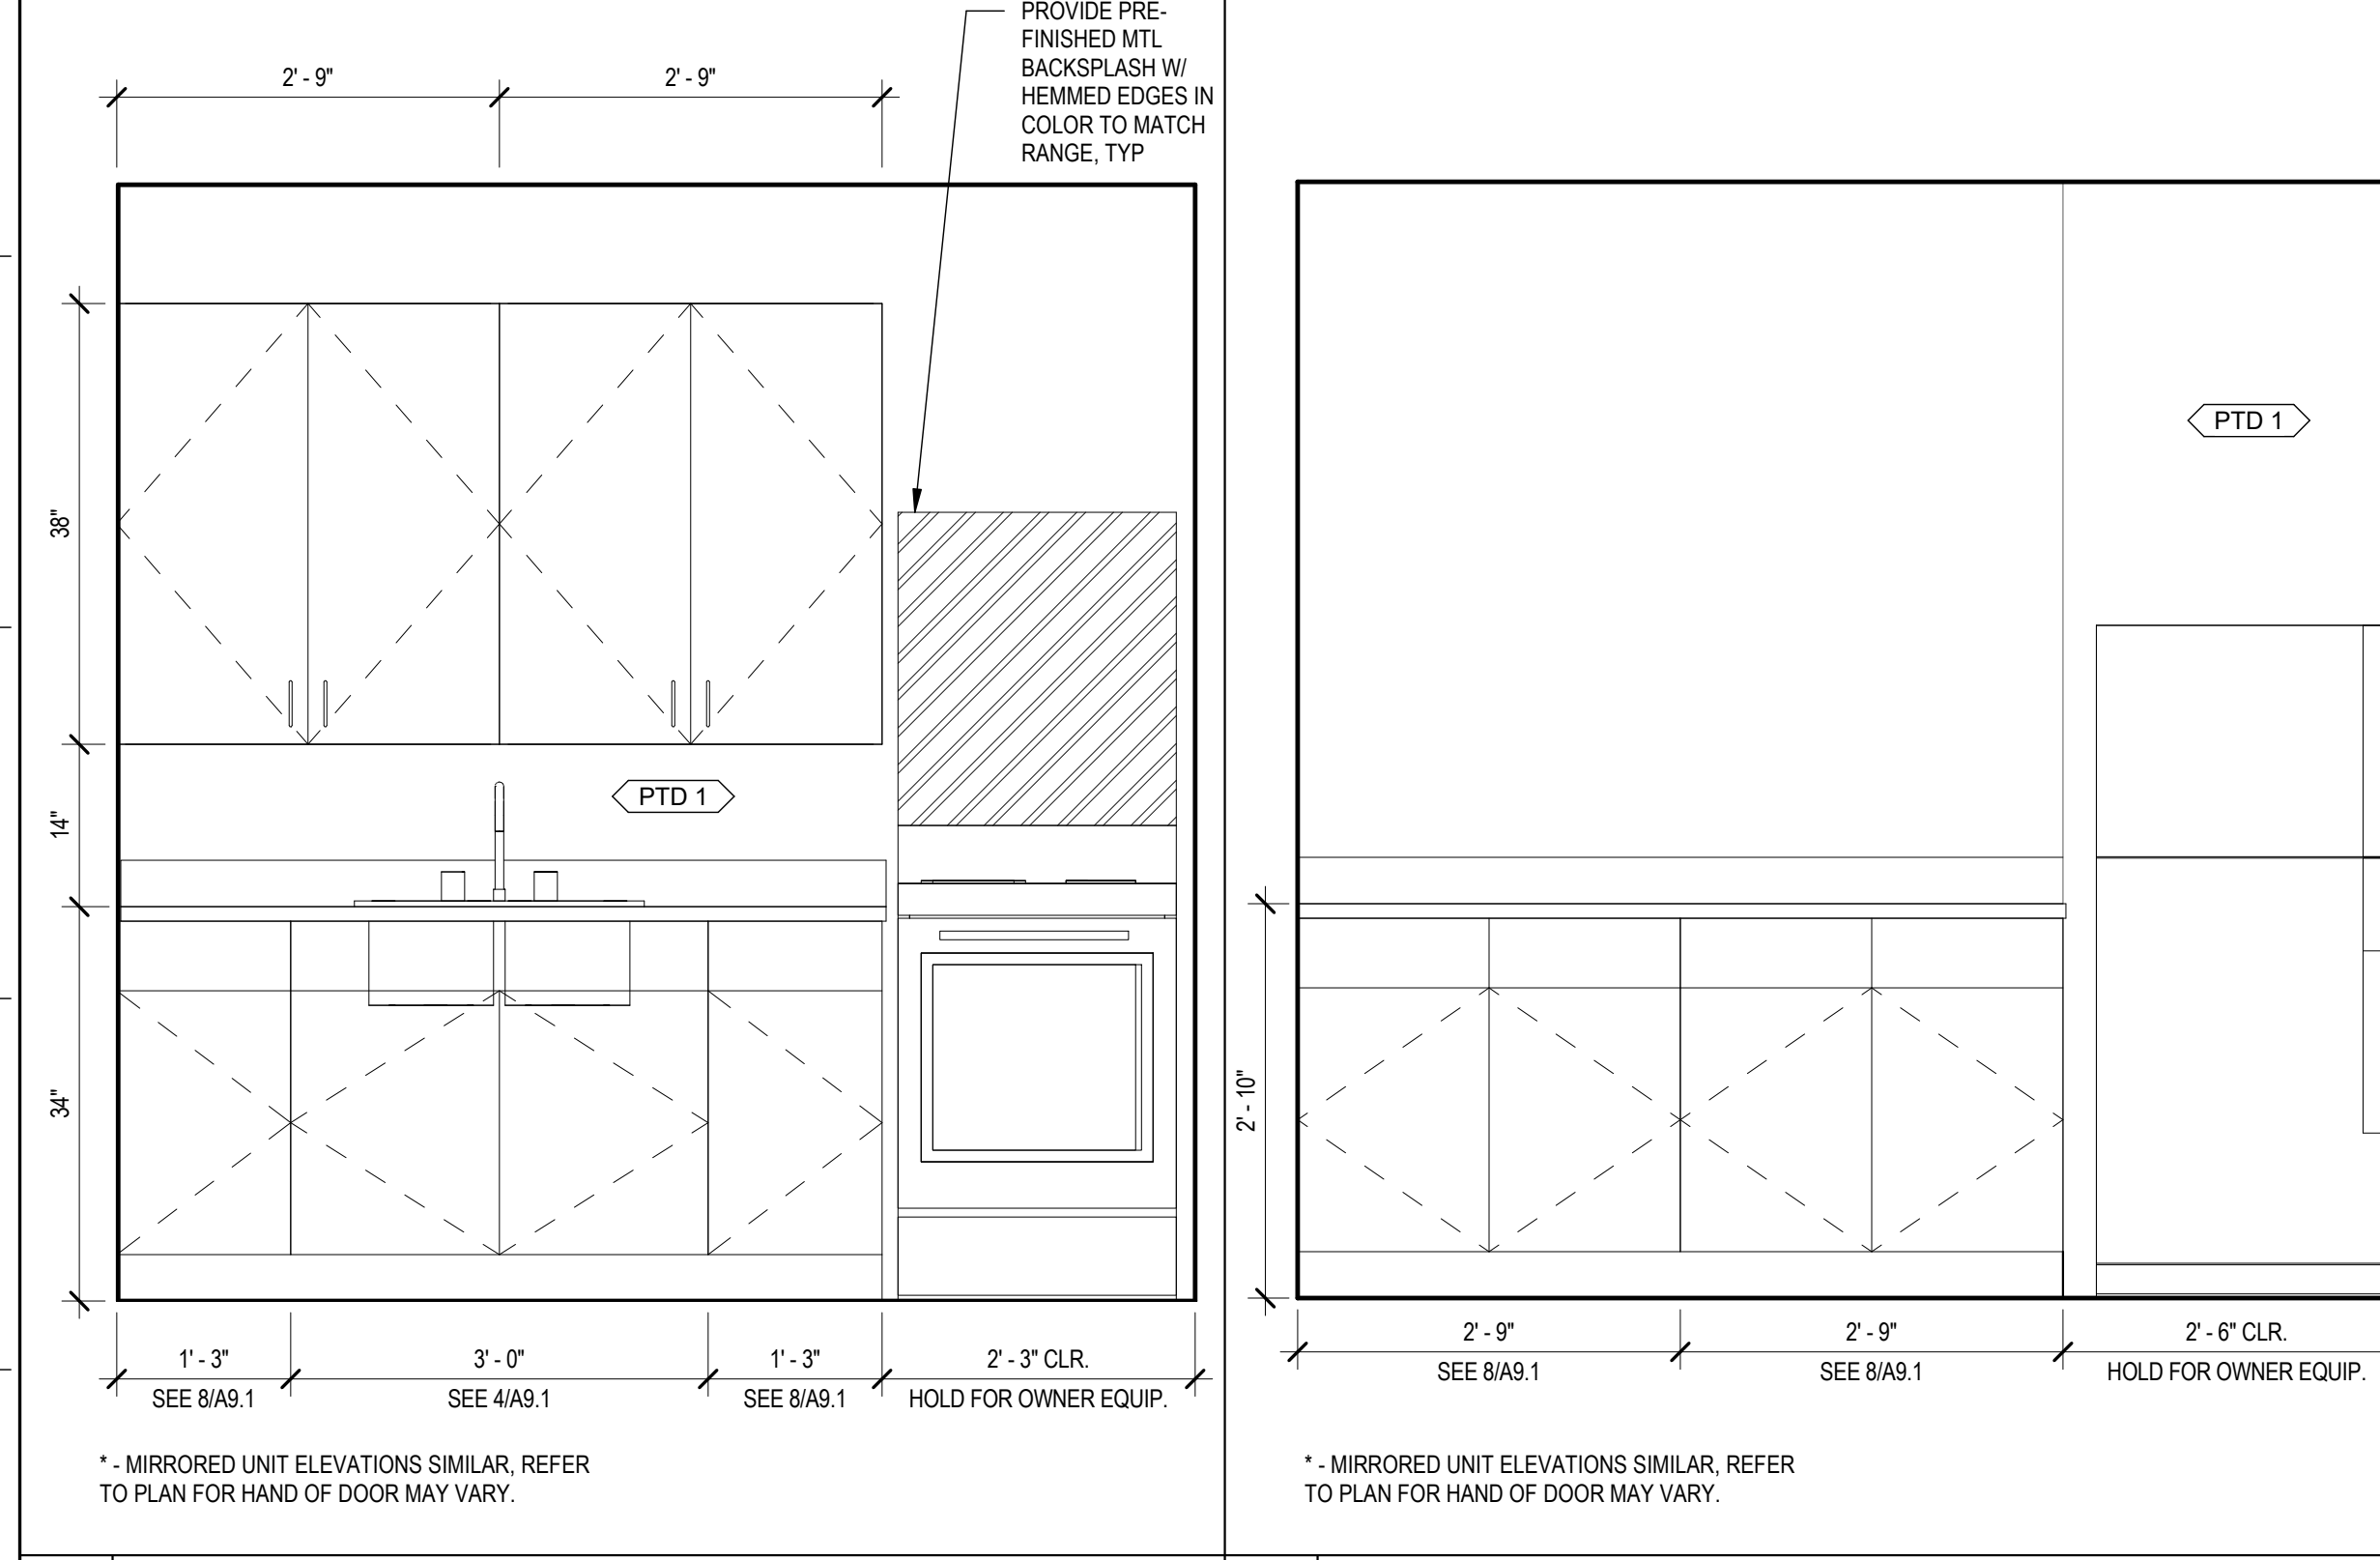 PROVIDE PRE-
FINISHED MTL
BACKSPLASH W/
HEMMED EDGES IN
COLOR TO MATCH
RANGE, TYP
2' - 9"
2' - 9"
38"
14"
34"
PTD 1
1' - 3"
3' - 0"
1' - 3"
2' - 3" CLR.
SEE 8/A9.1
SEE 4/A9.1
SEE 8/A9.1
HOLD FOR OWNER EQUIP.
* - MIRRORED UNIT ELEVATIONS SIMILAR, REFER
TO PLAN FOR HAND OF DOOR MAY VARY.
PTD 1
2' - 10"
2' - 9"
2' - 9"
2' - 6" CLR.
SEE 8/A9.1
SEE 8/A9.1
HOLD FOR OWNER EQUIP.
* - MIRRORED UNIT ELEVATIONS SIMILAR, REFER
TO PLAN FOR HAND OF DOOR MAY VARY.